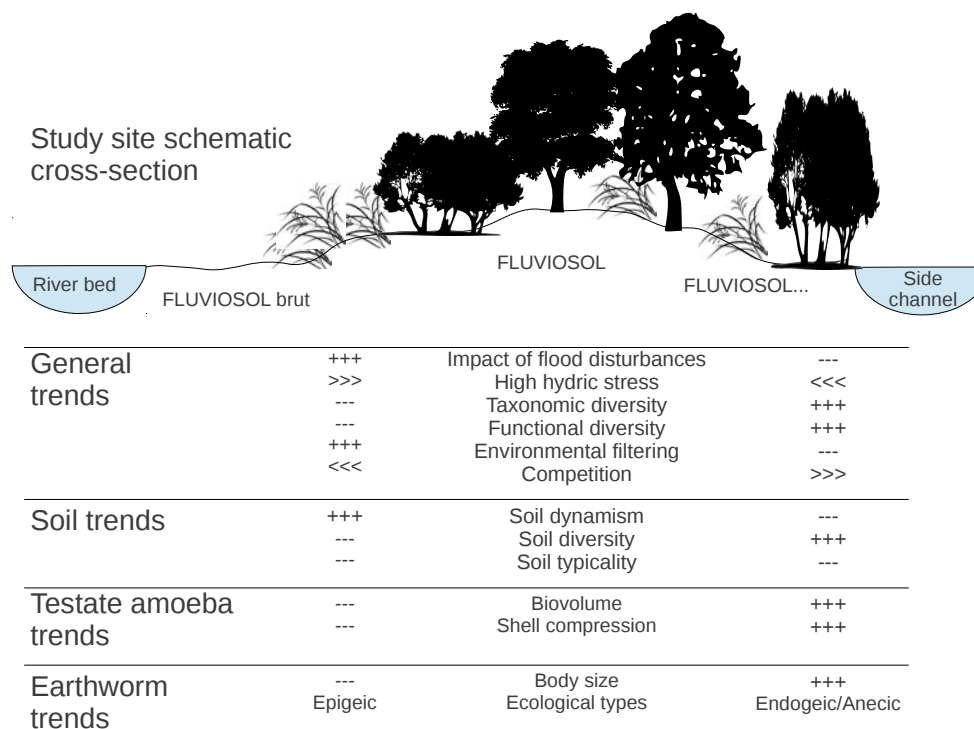 Study site schematic
cross-section
River bed
FLUVIOSOL brut
FLUVIOSOL
FLUVIOSOL...
Side
channel
General
trends
+++ Impact of flood disturbances ---
>>> High hydric stress <<<
--- Taxonomic diversity +++
--- Functional diversity +++
+++ Environmental filtering ---
<<< Competition >>>
Soil trends
+++ Soil dynamism ---
--- Soil diversity +++
--- Soil typicality ---
Testate amoeba
trends
--- Biovolume +++
--- Shell compression +++
Earthworm
trends
--- Body size +++
Epigeic Ecological types Endogeic/Anecic